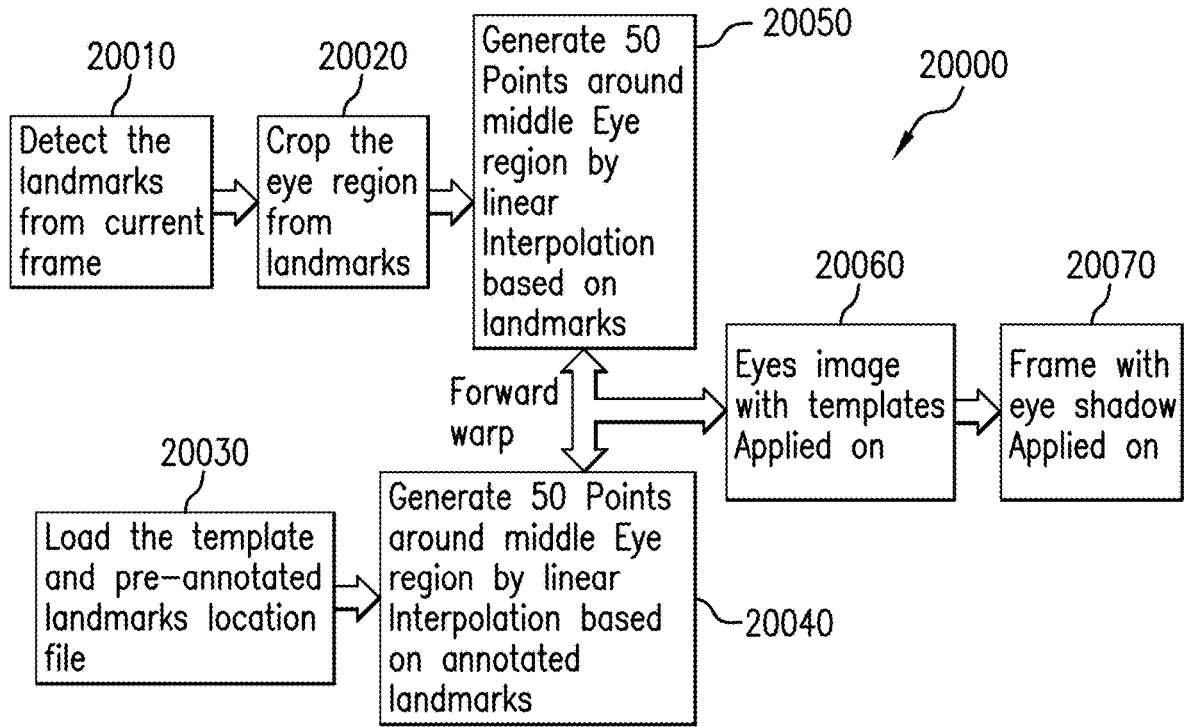 20010
Detect the
landmarks
from current
frame
20020
Crop the
eye region
from
landmarks
20050
Generate 50
Points around
middle Eye
region by
linear
Interpolation
based on
landmarks
20000
Forward
warp
20060
Eyes image
with templates
Applied on
20070
Frame with
eye shadow
Applied on
20030
Load the template
and pre-annotated
landmarks location
file
20040
Generate 50 Points
around middle Eye
region by linear
Interpolation based
on annotated
landmarks